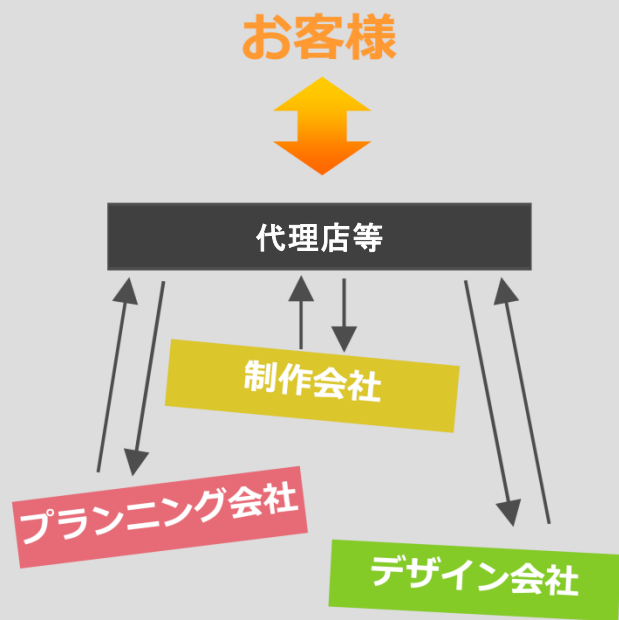 お客様
代理店等
制作会社
プランニング会社
デザイン会社